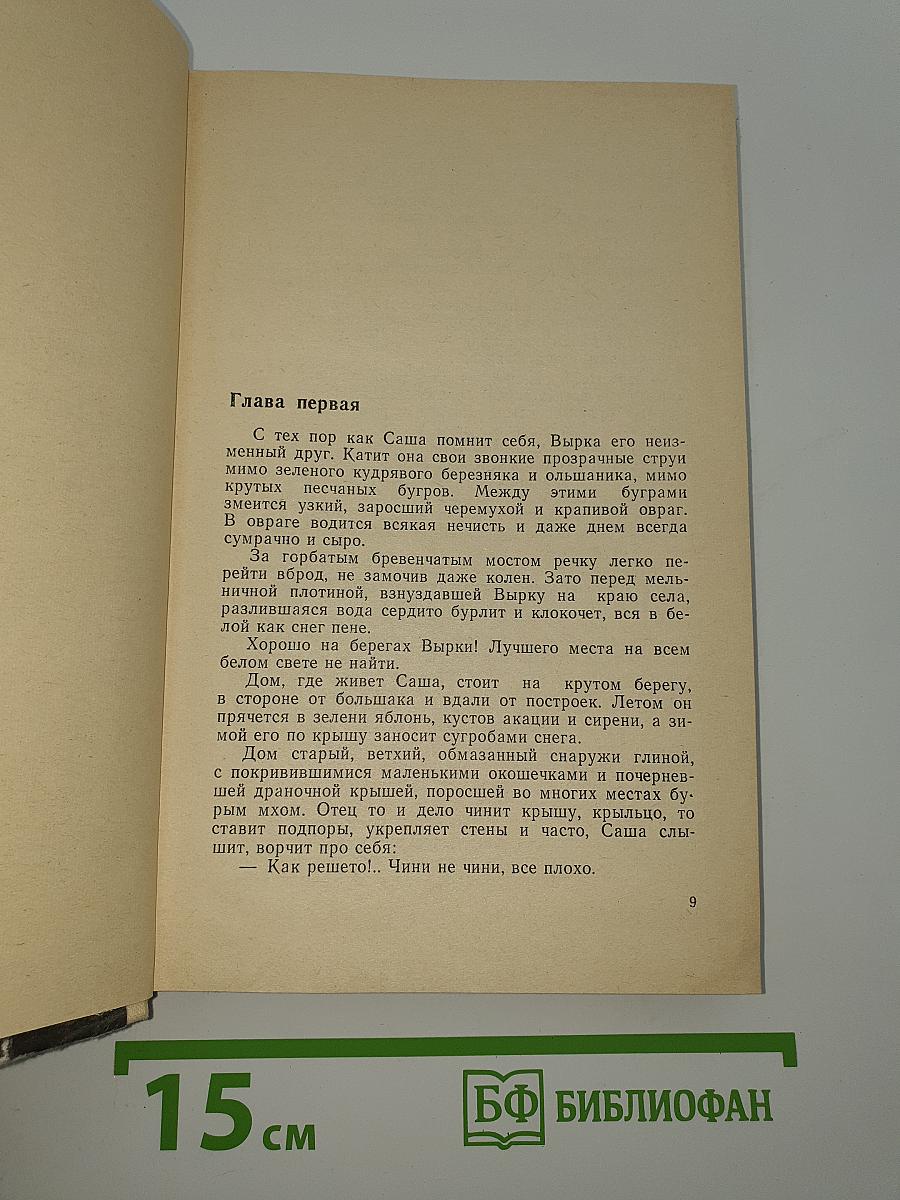 Глава первая
С тех пор как Саша помнит себя, Вырка его неиз-
менный друг. Катит она свои звонкие прозрачные струи
мимо зеленого кудрявого березняка и ольшаника, мимо
крутых песчаных бугров. Между этими буграми
змеится узкий, заросший черемухой и крапивой овраг.
В овраге водится всякая нечисть и даже днем всегда
сумрачно и сыро.
За горбатым бревенчатым мостом речку легко пе-
рейти вброд, не замочив даже колен. Зато перед мель-
ничной плотиной, взнуздавшей Вырку на краю села,
разлившаяся вода сердито бурлит и клокочет, вся в бе-
лой как снег пене.
Хорошо на берегах Вырки! Лучшего места на всем
белом свете не найти.
Дом, где живет Саша, стоит на крутом берегу,
в стороне от большака и вдали от построек. Летом он
прячется в зелени яблонь, кустов акации и сирени, а зи-
мой его по крышу заносит сугробами снега.
Дом старый, ветхий, обмазанный снаружи глиной,
с покривившимися маленькими окошечками и почернев-
шей драночной крышей, поросшей во многих местах бу-
рым мхом. Отец то и дело чинит крышу, крыльцо, то
ставит подпоры, укрепляет стены и часто, Саша слы-
шит, ворчит про себя:
— Как решето!.. Чини не чини, все плохо.
9
15 см
БФ БИБЛИОФАН